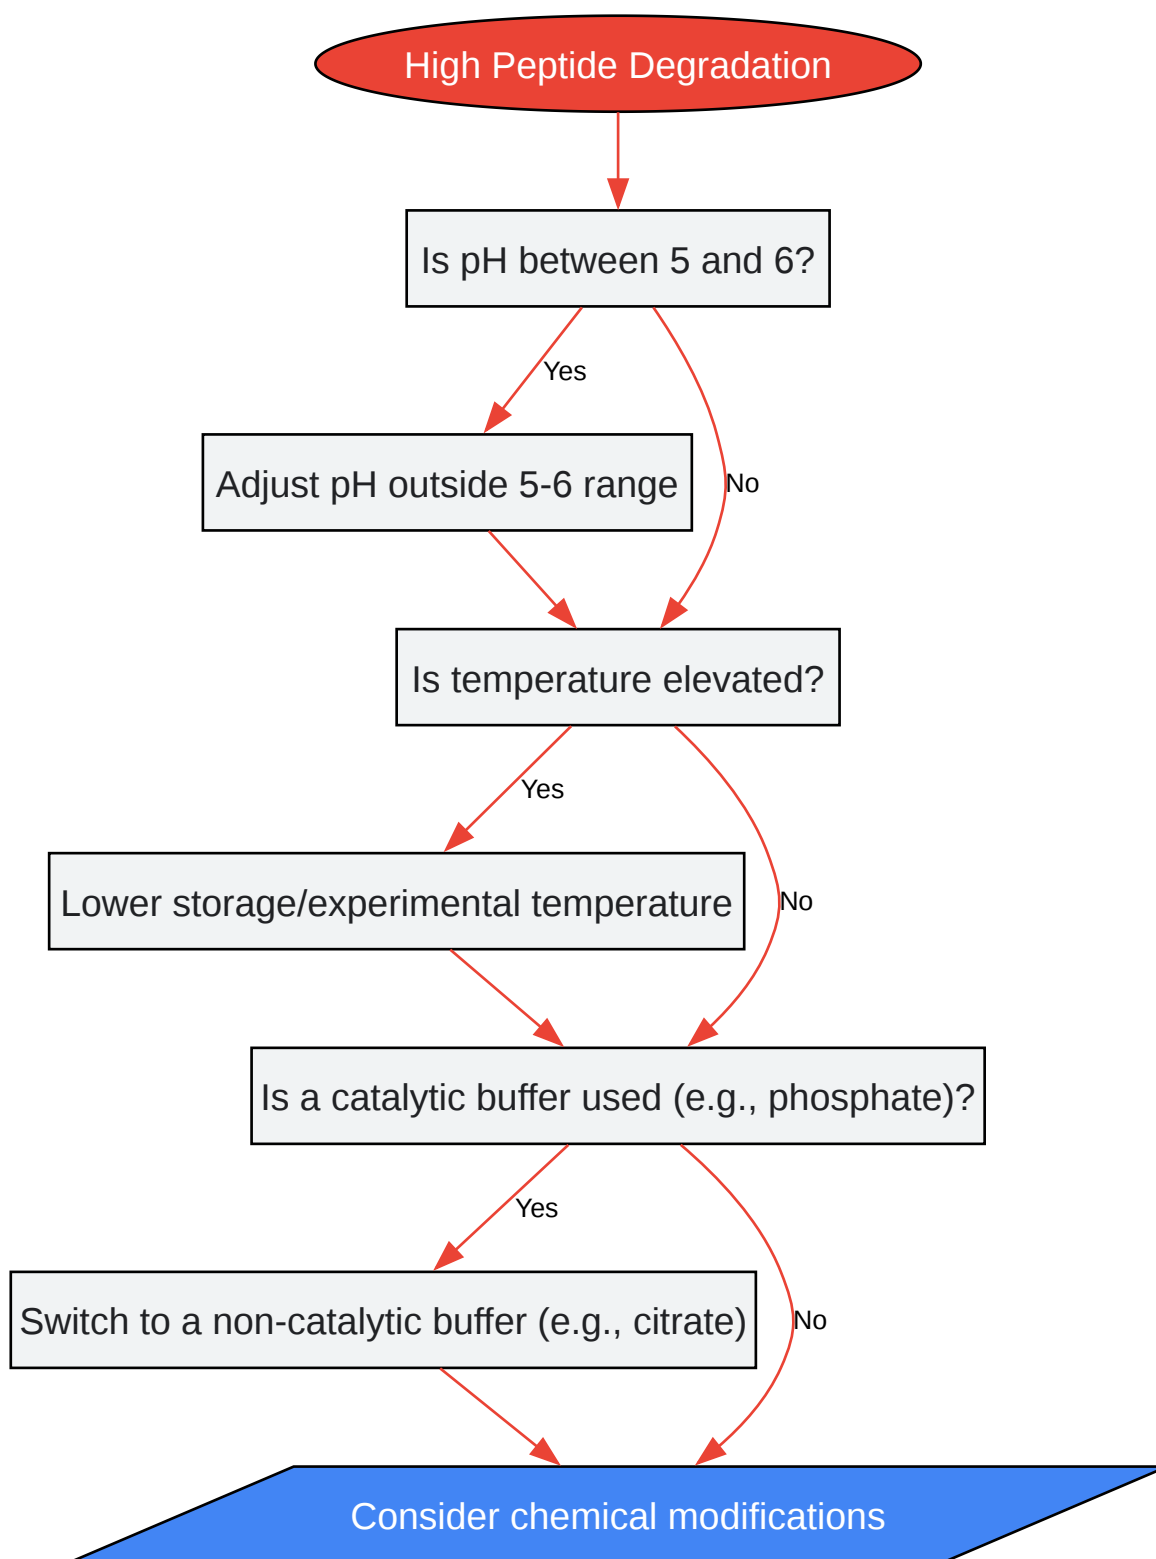 High Peptide Degradation
Is pH between 5 and 6?
Yes
Adjust pH outside 5-6 range
No
Is temperature elevated?
Yes
Lower storage/experimental temperature
No
Is a catalytic buffer used (e.g., phosphate)?
Yes
Switch to a non-catalytic buffer (e.g., citrate)
No
Consider chemical modifications